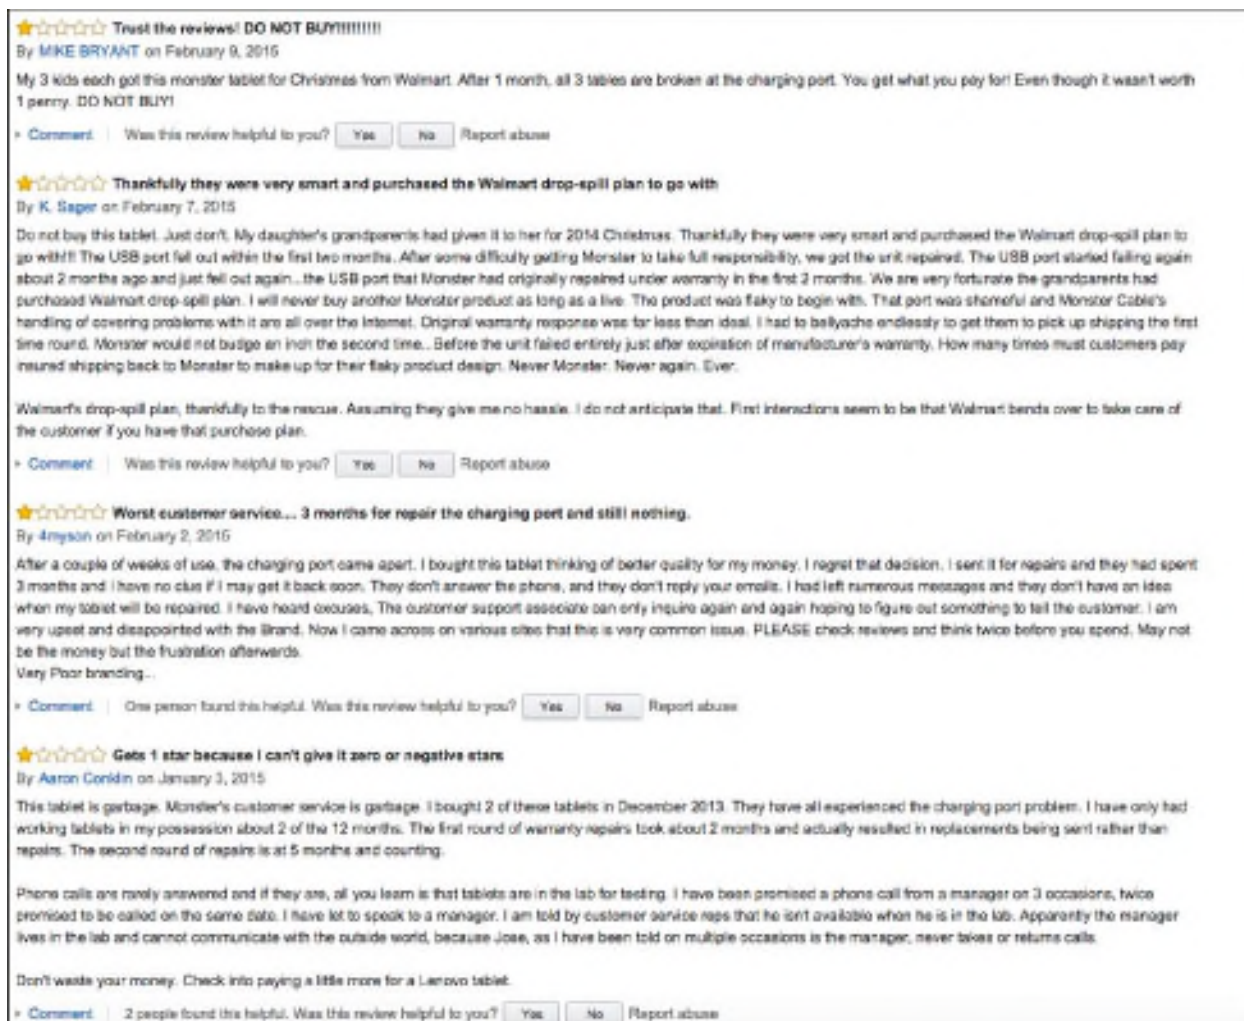 Trust the reviews! DO NOT BUY!!!!!!!!!!
By MIKE BRYANT on February 9, 2015
My 3 kids each got this monster tablet for Christmas from Walmart. After 1 month, all 3 tables are broken at the charging port. You get what you pay for! Even though it wasn't worth
1 penny. DO NOT BUY!
Comment Was this review helpful to you? Yes No Report abuse
Thankfully they were very smart and purchased the Walmart drop-spill plan to go with
By K. Sager on February 7, 2015
Do not buy this tablet. Just don't. My daughter's grandparents had given it to her for 2014 Christmas. Thankfully they were very smart and purchased the Walmart drop-spill plan to
go with!!! The USB port fell out within the first two months. After some difficulty getting Monster to take full responsibility, we got the unit repaired. The USB port started failing again
about 2 months ago and just fell out again...the USB port that Monster had originally repaired under warranty in the first 2 months. We are very fortunate the grandparents had
purchased Walmart drop-spill plan. I will never buy another Monster product as long as a live. The product was flaky to begin with. That port was shameful and Monster Cable's
handling of covering problems with it are all over the Internet. Original warranty response was far less than ideal. I had to bellyache endlessly to get them to pick up shipping the first
time round. Monster would not budge an inch the second time.. Before the unit failed entirely just after expiration of manufacturer's warranty. How many times must customers pay
insured shipping back to Monster to make up for their flaky product design. Never Monster. Never again. Ever.
Walmart's drop-spill plan, thankfully to the rescue. Assuming they give me no hassle. I do not anticipate that. First interactions seem to be that Walmart bends over to take care of
the customer if you have that purchase plan.
Comment Was this review helpful to you? Yes No Report abuse
Worst customer service.... 3 months for repair the charging port and still nothing.
By 4myson on February 2, 2015
After a couple of weeks of use, the charging port came apart. I bought this tablet thinking of better quality for my money. I regret that decision. I sent it for repairs and they had spent
3 months and I have no clue if I may get it back soon. They don't answer the phone, and they don't reply your emails. I had left numerous messages and they don't have an idea
when my tablet will be repaired. I have heard excuses, The customer support associate can only inquire again and again hoping to figure out something to tell the customer. I am
very upset and disappointed with the Brand. Now I came across on various sites that this is very common issue. PLEASE check reviews and think twice before you spend. May not
be the money but the frustration afterwards.
Very Poor branding...
Comment One person found this helpful. Was this review helpful to you? Yes No Report abuse
Gets 1 star because I can't give it zero or negative stars
By Aaron Conklin on January 3, 2015
This tablet is garbage. Monster's customer service is garbage. I bought 2 of these tablets in December 2013. They have all experienced the charging port problem. I have only had
working tablets in my possession about 2 of the 12 months. The first round of warranty repairs took about 2 months and actually resulted in replacements being sent rather than
repairs. The second round of repairs is at 5 months and counting.
Phone calls are rarely answered and if they are, all you learn is that tablets are in the lab for testing. I have been promised a phone call from a manager on 3 occasions, twice
promised to be called on the same date. I have let to speak to a manager. I am told by customer service reps that he isn't available when he is in the lab. Apparently the manager
lives in the lab and cannot communicate with the outside world, because Jose, as I have been told on multiple occasions is the manager, never takes or returns calls.
Don't waste your money. Check into paying a little more for a Lenovo tablet.
Comment 2 people found this helpful. Was this review helpful to you? Yes No Report abuse